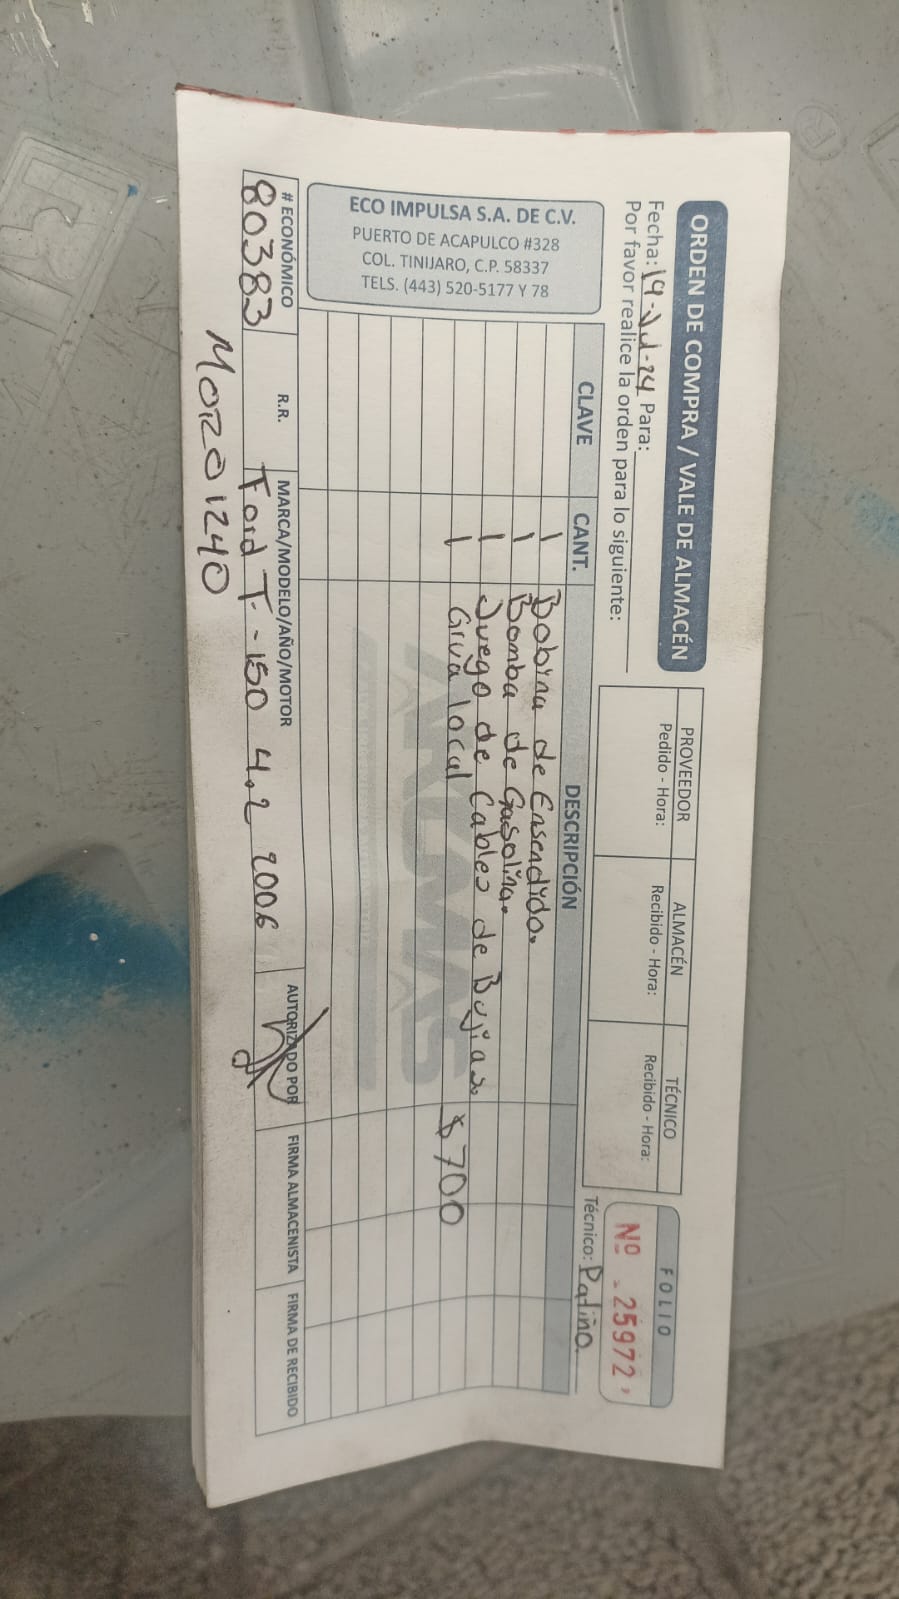 ORDEN DE COMPRA / VALE DE ALMACÉN
Fecha: 19-Jul-24 Para:
Por favor realice la orden para lo siguiente:
PROVEEDOR
Pedido - Hora:
ALMACÉN
Recibido - Hora:
TÉCNICO
Recibido - Hora:
FOLIO
Nº 25972
Técnico: Patiño.
ECO IMPULSA S.A. DE C.V.
PUERTO DE ACAPULCO #328
COL. TINIJARO, C.P. 58337
TELS. (443) 520-5177 Y 78
CLAVE CANT. DESCRIPCIÓN
1 Bobina de Ensendido.
1 Bomba de Gasolina.
1 Juego de Cables de Bujias.
1 Grua local $700
# ECONÓMICO
80383
R.R.
MARCA/MODELO/AÑO/MOTOR
Ford F-150 4.2 2006
AUTORIZADO POR
FIRMA ALMACENISTA
FIRMA DE RECIBIDO
MOR201240